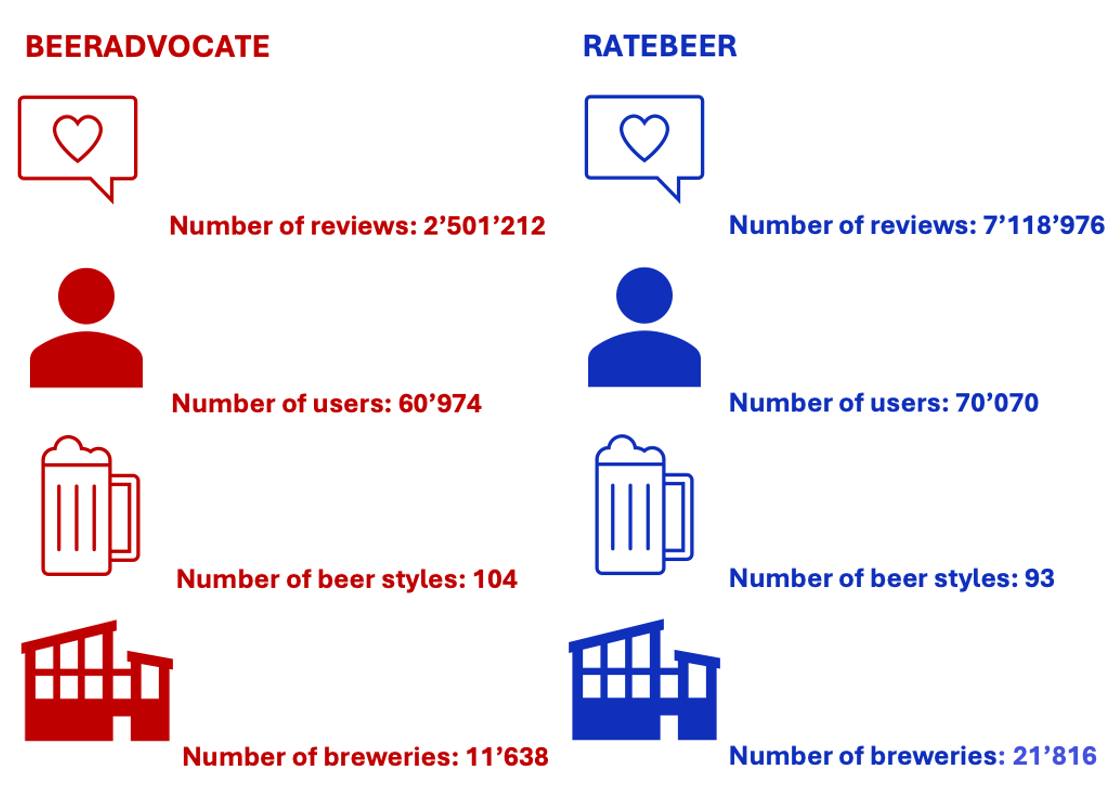 BEERADVOCATE
Number of reviews: 2’501’212
Number of users: 60’974
Number of beer styles: 104
Number of breweries: 11’638
RATEBEER
Number of reviews: 7’118’976
Number of users: 70’070
Number of beer styles: 93
Number of breweries: 21’816